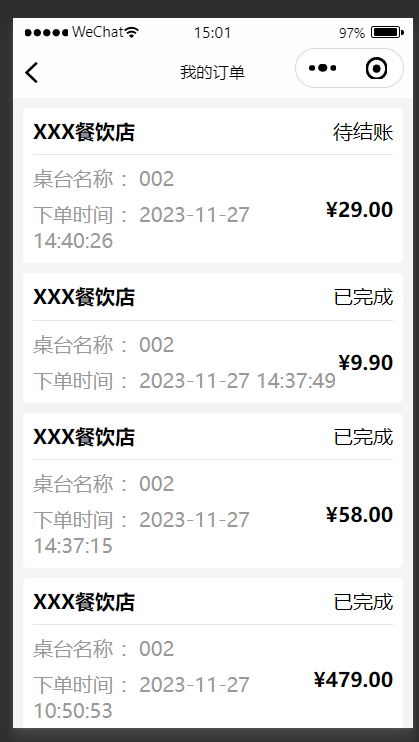 WeChat 15:01 97%
我的订单
XXX餐饮店 待结账
桌台名称 ：002
下单时间 ：2023-11-27
14:40:26
¥29.00
XXX餐饮店 已完成
桌台名称 ：002
下单时间 ：2023-11-27 14:37:49
¥9.90
XXX餐饮店 已完成
桌台名称 ：002
下单时间 ：2023-11-27
14:37:15
¥58.00
XXX餐饮店 已完成
桌台名称 ：002
下单时间 ：2023-11-27
10:50:53
¥479.00